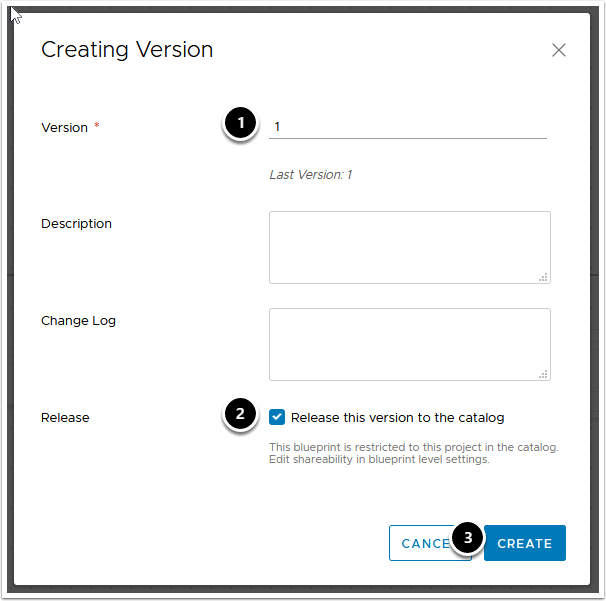 Creating Version
Version *
1
1
Last Version: 1
Description
Change Log
Release
2
Release this version to the catalog
This blueprint is restricted to this project in the catalog.
Edit shareability in blueprint level settings.
CANCE
3
CREATE